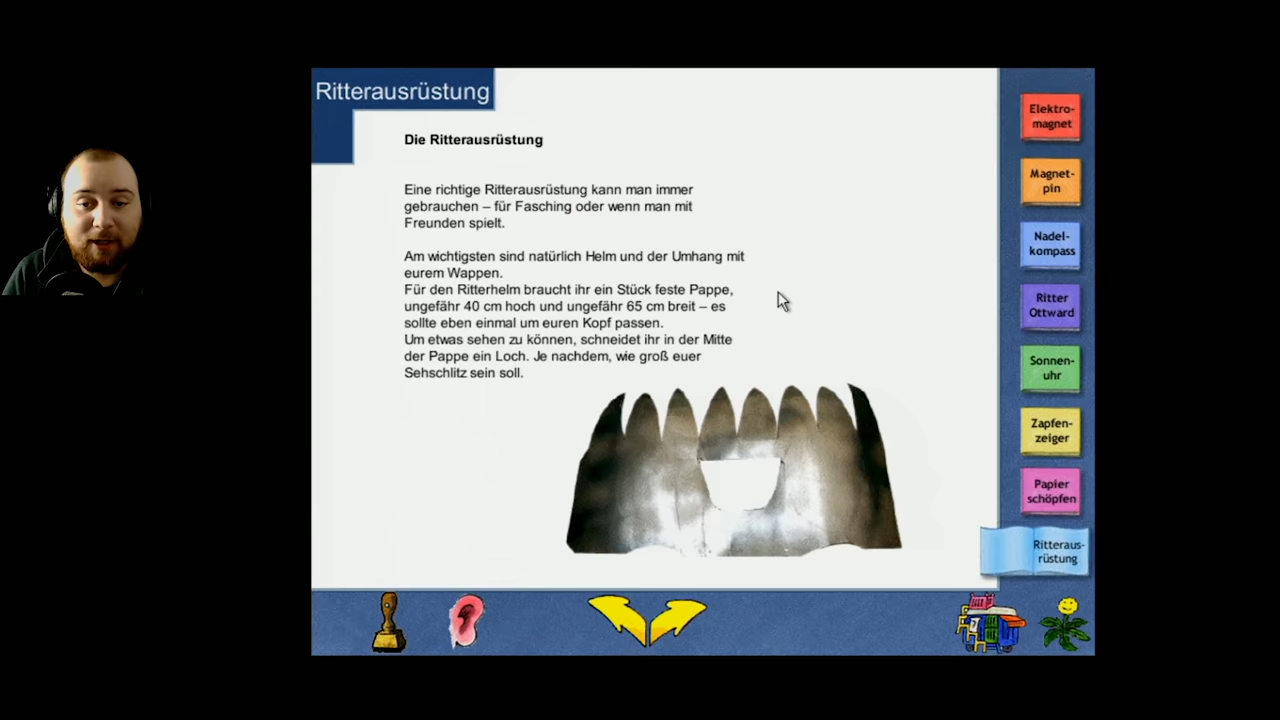 Ritterausrüstung
Die Ritterausrüstung
Eine richtige Ritterausrüstung kann man immer
gebrauchen – für Fasching oder wenn man mit
Freunden spielt.
Am wichtigsten sind natürlich Helm und der Umhang mit
eurem Wappen.
Für den Ritterhelm braucht ihr ein Stück feste Pappe,
ungefähr 40 cm hoch und ungefähr 65 cm breit – es
sollte eben einmal um euren Kopf passen.
Um etwas sehen zu können, schneidet ihr in der Mitte
der Pappe ein Loch. Je nachdem, wie groß euer
Sehschlitz sein soll.
Elektro-
magnet
Magnet-
pin
Nadel-
kompass
Ritter
Ottward
Sonnen-
uhr
Zapfen-
zeiger
Papier
schöpfen
Ritteraus-
rüstung